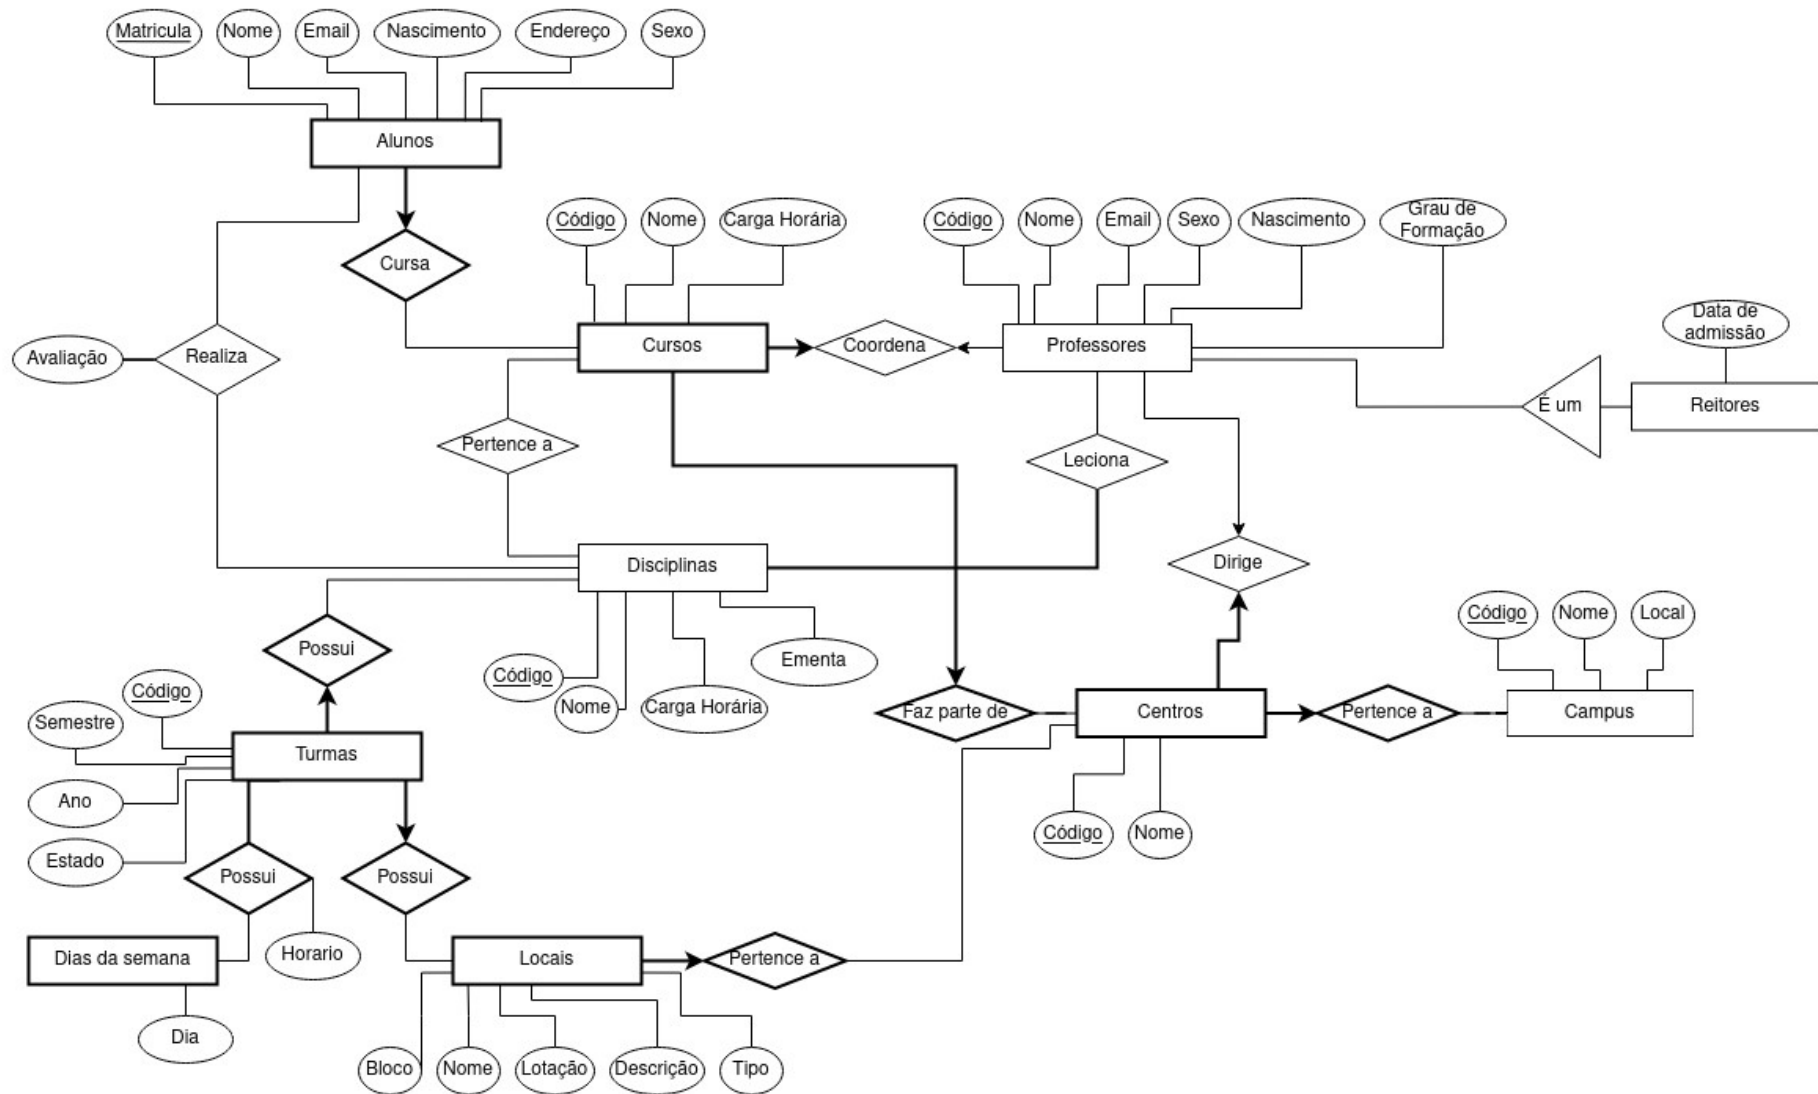 Matricula
Nome
Email
Nascimento
Endereço
Sexo
Alunos
Cursa
Código
Nome
Carga Horária
Código
Nome
Email
Sexo
Nascimento
Grau de
Formação
Avaliação
Realiza
Cursos
Coordena
Professores
Data de
admissão
É um
Reitores
Pertence a
Leciona
Disciplinas
Dirige
Possui
Código
Nome
Carga Horária
Ementa
Código
Nome
Local
Código
Semestre
Ano
Estado
Turmas
Faz parte de
Centros
Pertence a
Campus
Código
Nome
Possui
Possui
Dias da semana
Horario
Dia
Locais
Pertence a
Bloco
Nome
Lotação
Descrição
Tipo